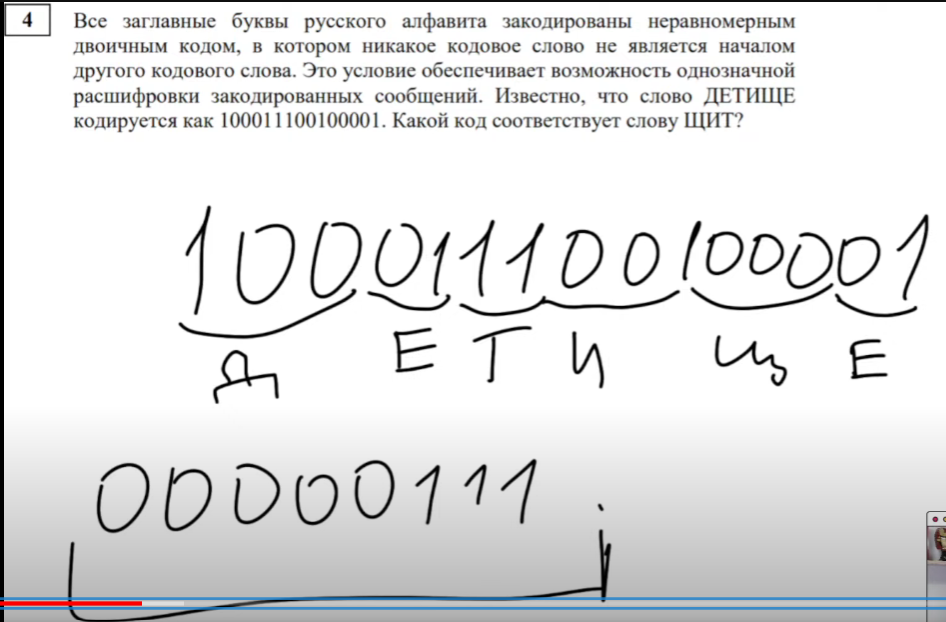 4
Все заглавные буквы русского алфавита закодированы неравномерным
двоичным кодом, в котором никакое кодовое слово не является началом
другого кодового слова. Это условие обеспечивает возможность однозначной
расшифровки закодированных сообщений. Известно, что слово ДЕТИЩЕ
кодируется как 100011100100001. Какой код соответствует слову ЩИТ?
100011100100001
Д Е Т И Щ Е
00000111